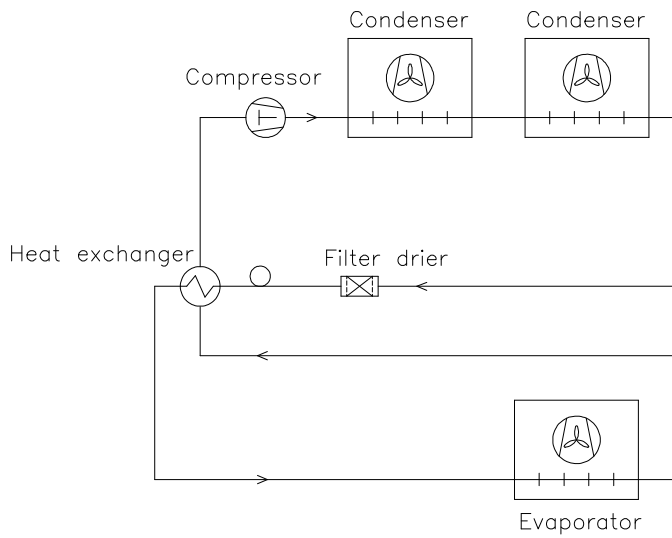 Condenser
Condenser
Compressor
Heat exchanger
Filter drier
Evaporator